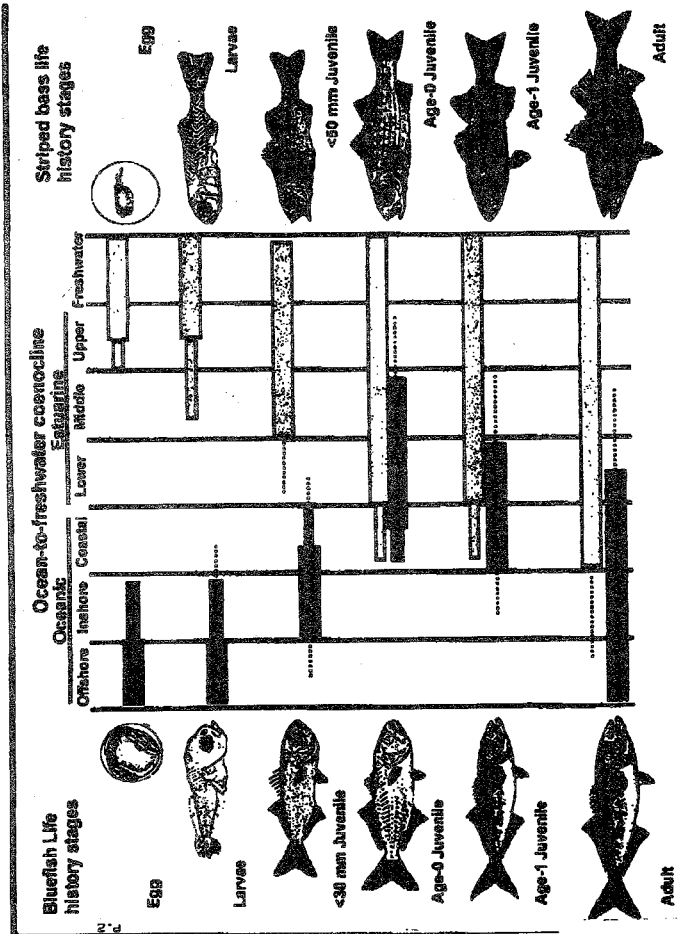 Striped bass life
history stages
Egg
Larvae
<50 mm Juvenile
Age-0 Juvenile
Age-1 Juvenile
Adult
Ocean-to-freshwater coenocline
Oceanic
Estuarine
Offshore
Inshore
Coastal
Lower
Middle
Upper
Freshwater
Bluefish Life
history stages
Egg
Larvae
<30 mm Juvenile
Age-0 Juvenile
Age-1 Juvenile
Adult
P.2